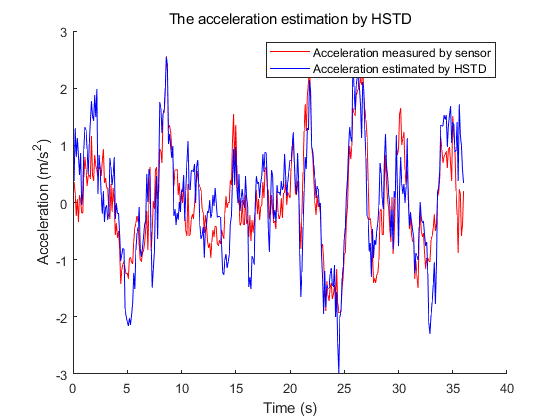 The acceleration estimation by HSTD
Acceleration measured by sensor
Acceleration estimated by HSTD
Acceleration (m/s²)
3
2
1
0
-1
-2
-3
0 5 10 15 20 25 30 35 40
Time (s)